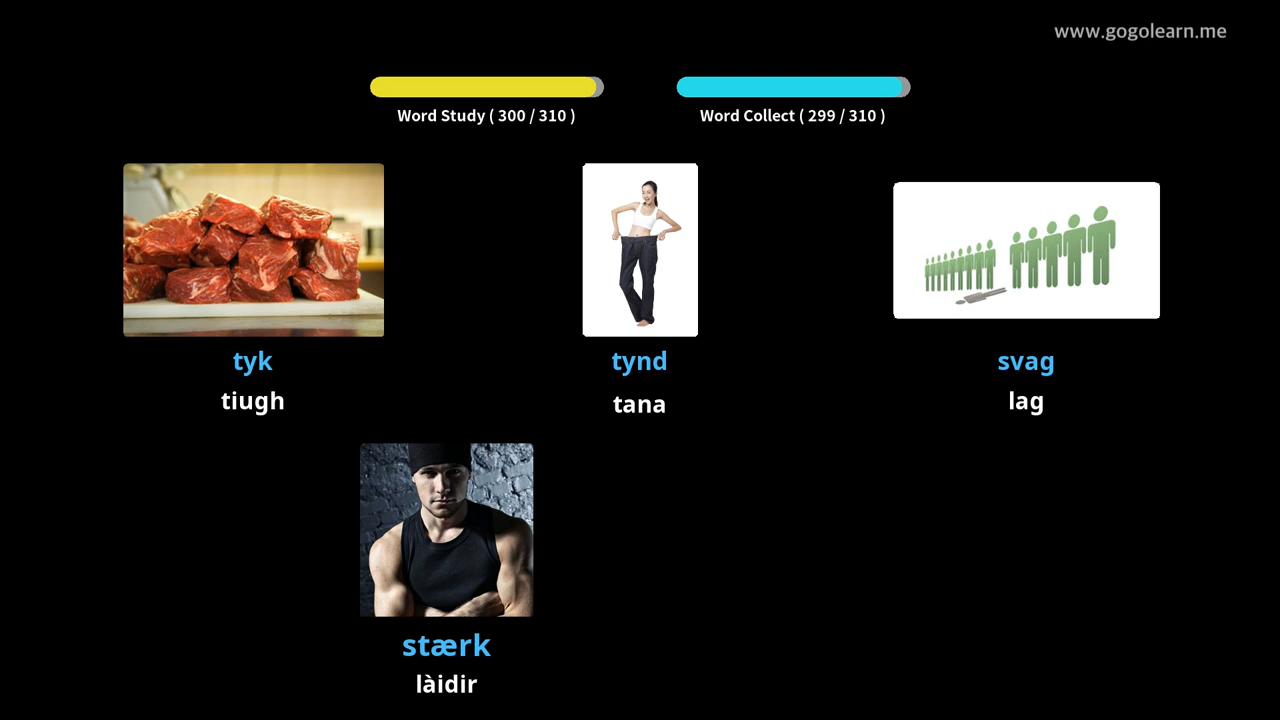 www.gogolearn.me
Word Study ( 300 / 310 )
Word Collect ( 299 / 310 )
tyk
tiugh
tynd
tana
svag
lag
stærk
làidir